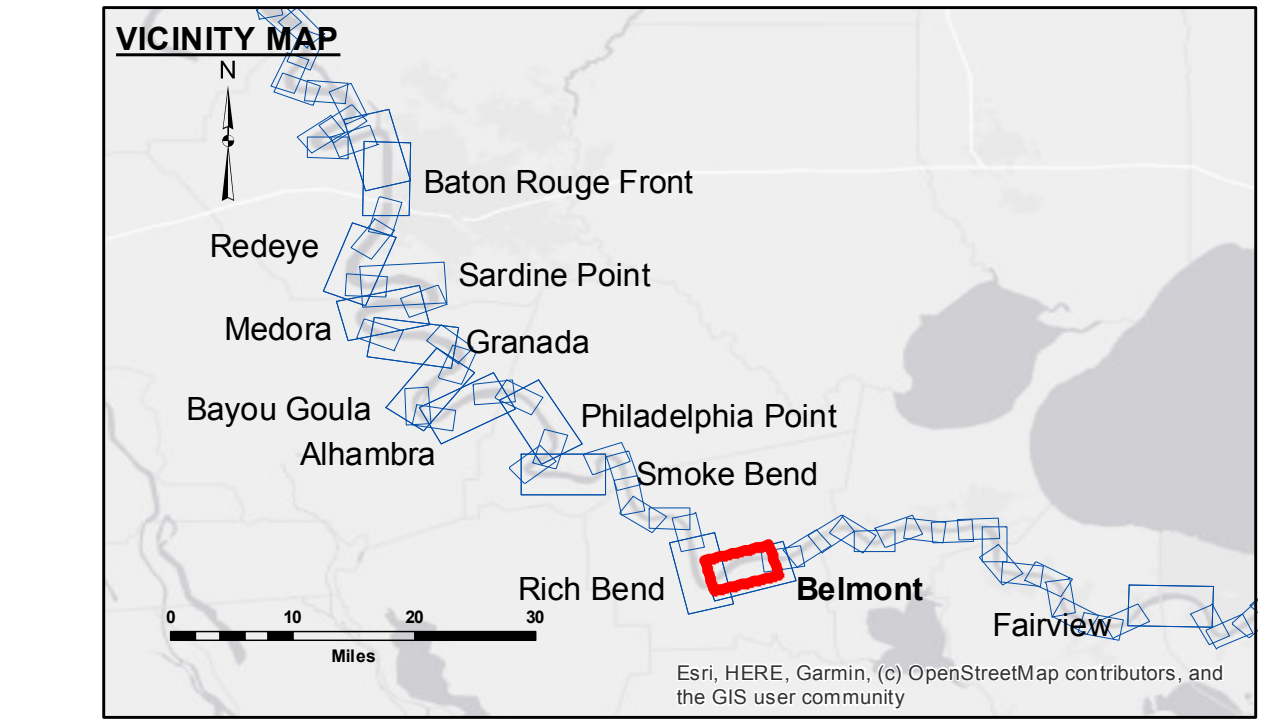 VICINITY MAP
N
Baton Rouge Front
Redeye
Sardine Point
Medora
Granada
Bayou Goula
Philadelphia Point
Alhambra
Smoke Bend
Rich Bend
Belmont
Fairview
0 10 20 30
Miles
Esri, HERE, Garmin, (c) OpenStreetMap contributors, and
the GIS user community